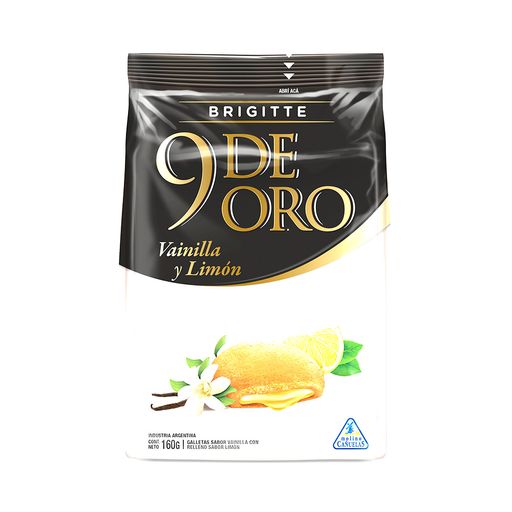 ABRÍ ACÁ
BRIGITTE
9 DE
ORO
Vainilla
y Limón
INDUSTRIA ARGENTINA
CONT. NETO 160G
GALLETAS SABOR VAINILLA CON
RELLENO SABOR LIMÓN
molino
CAÑUELAS